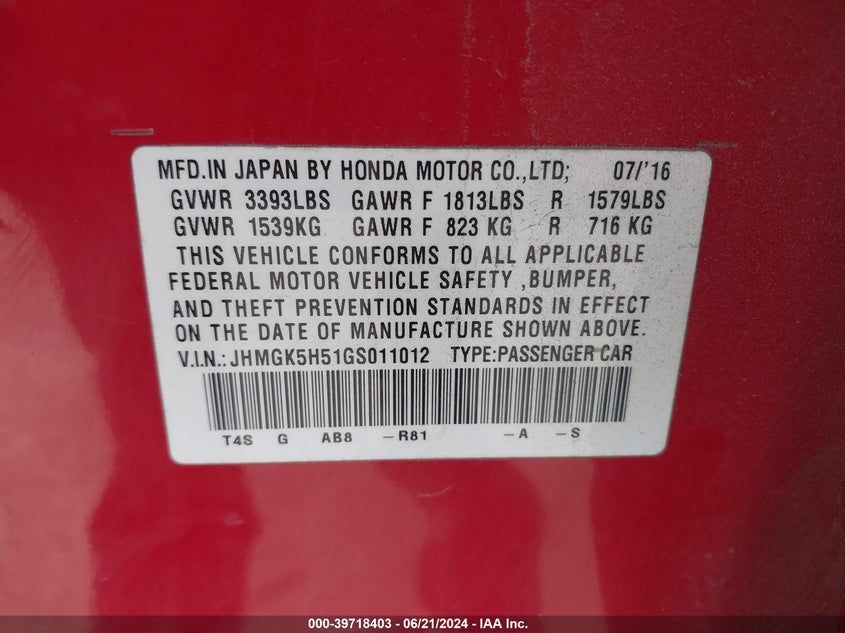 MFD.IN JAPAN BY HONDA MOTOR CO.,LTD; 07/'16
GVWR 3393LBS GAWR F 1813LBS R 1579LBS
GVWR 1539KG GAWR F 823 KG R 716 KG
THIS VEHICLE CONFORMS TO ALL APPLICABLE
FEDERAL MOTOR VEHICLE SAFETY ,BUMPER,
AND THEFT PREVENTION STANDARDS IN EFFECT
ON THE DATE OF MANUFACTURE SHOWN ABOVE.
V.I.N.: JHMGK5H51GS011012 TYPE:PASSENGER CAR
T4S G AB8 –R81 –A –S
000-39718403 / 06/21/2024 - IAA Inc.